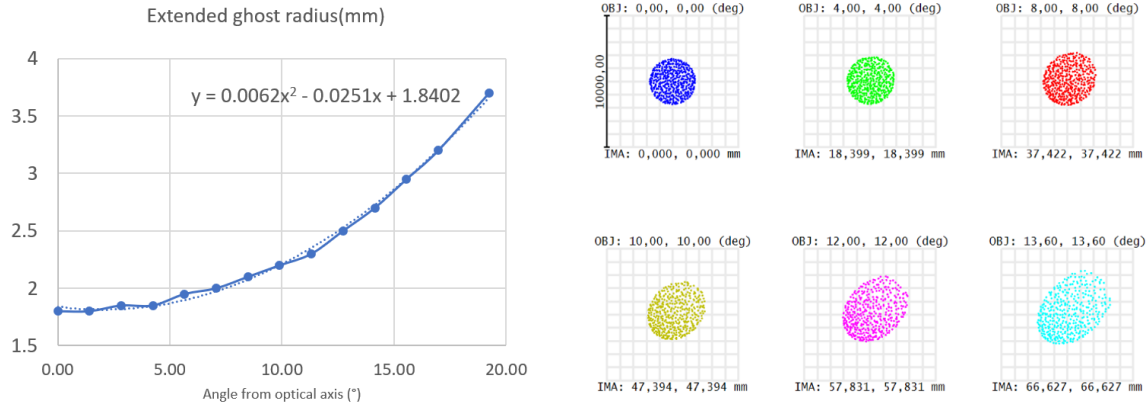 Extended ghost radius(mm)
4
3.5
3
2.5
2
1.5
y = 0.0062x² - 0.0251x + 1.8402
0.00 5.00 10.00 15.00 20.00
Angle from optical axis (°)
OBJ: 0,00, 0,00 (deg)
10000,00
IMA: 0,000, 0,000 mm
OBJ: 4,00, 4,00 (deg)
IMA: 18,399, 18,399 mm
OBJ: 8,00, 8,00 (deg)
IMA: 37,422, 37,422 mm
OBJ: 10,00, 10,00 (deg)
IMA: 47,394, 47,394 mm
OBJ: 12,00, 12,00 (deg)
IMA: 57,831, 57,831 mm
OBJ: 13,60, 13,60 (deg)
IMA: 66,627, 66,627 mm